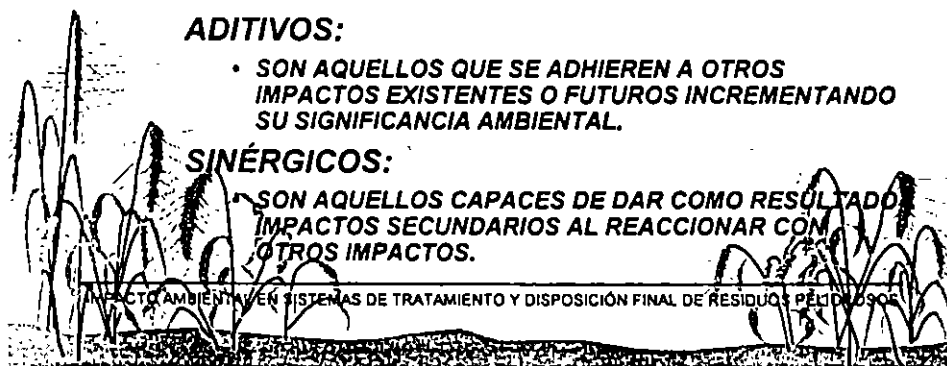 ADITIVOS:
• SON AQUELLOS QUE SE ADHIEREN A OTROS
IMPACTOS EXISTENTES O FUTUROS INCREMENTANDO
SU SIGNIFICANCIA AMBIENTAL.
SINÉRGICOS:
• SON AQUELLOS CAPACES DE DAR COMO RESULTADO
IMPACTOS SECUNDARIOS AL REACCIONAR CON
OTROS IMPACTOS.
IMPACTO AMBIENTAL EN SISTEMAS DE TRATAMIENTO Y DISPOSICIÓN FINAL DE RESIDUOS PELIGROSOS